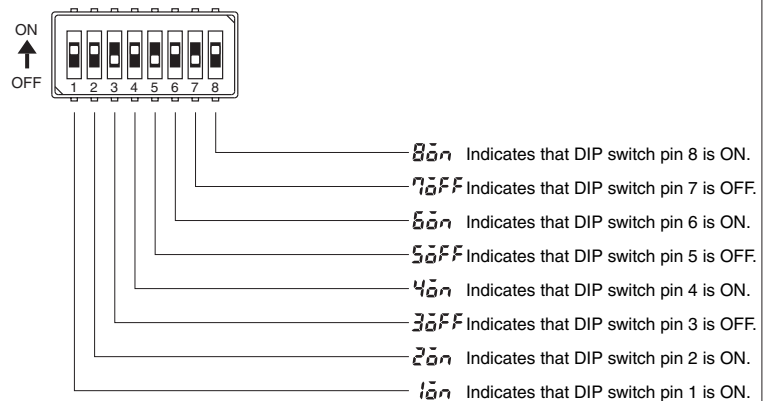 ON
OFF
1 2 3 4 5 6 7 8
8on Indicates that DIP switch pin 8 is ON.
7oFF Indicates that DIP switch pin 7 is OFF.
6on Indicates that DIP switch pin 6 is ON.
5oFF Indicates that DIP switch pin 5 is OFF.
4on Indicates that DIP switch pin 4 is ON.
3oFF Indicates that DIP switch pin 3 is OFF.
2on Indicates that DIP switch pin 2 is ON.
1on Indicates that DIP switch pin 1 is ON.